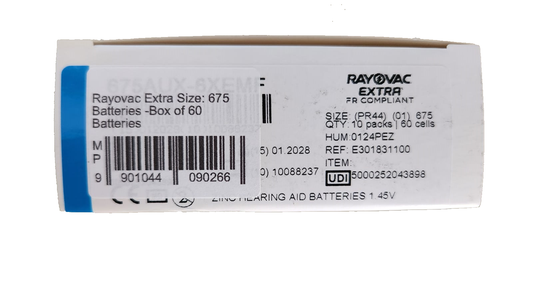 675AUX-6XEMF
Rayovac Extra Size: 675
Batteries -Box of 60
Batteries
M
P
9 901044 090266
RAYOVAC
EXTRA
FR COMPLIANT
SIZE (PR44) (01) 675
QTY 10 packs | 60 cells
HUM:0124PEZ
5) 01.2028
REF: E301831100
ITEM:
0) 10088237
UDI 5000252043898
ZINC HEARING AID BATTERIES 1.45V